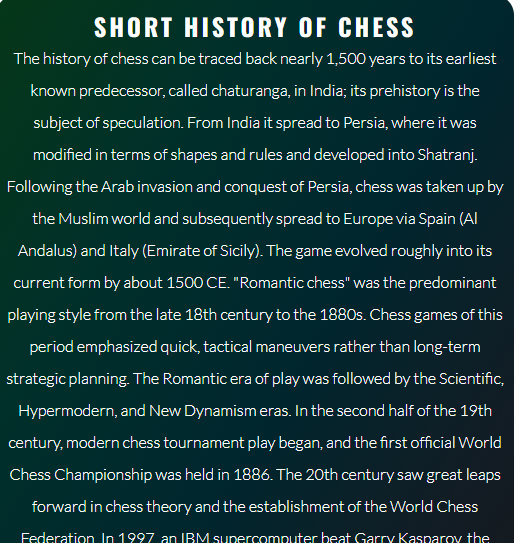 SHORT HISTORY OF CHESS
The history of chess can be traced back nearly 1,500 years to its earliest
known predecessor, called chaturanga, in India; its prehistory is the
subject of speculation. From India it spread to Persia, where it was
modified in terms of shapes and rules and developed into Shatranj.
Following the Arab invasion and conquest of Persia, chess was taken up by
the Muslim world and subsequently spread to Europe via Spain (Al
Andalus) and Italy (Emirate of Sicily). The game evolved roughly into its
current form by about 1500 CE. "Romantic chess" was the predominant
playing style from the late 18th century to the 1880s. Chess games of this
period emphasized quick, tactical maneuvers rather than long-term
strategic planning. The Romantic era of play was followed by the Scientific,
Hypermodern, and New Dynamism eras. In the second half of the 19th
century, modern chess tournament play began, and the first official World
Chess Championship was held in 1886. The 20th century saw great leaps
forward in chess theory and the establishment of the World Chess
Federation. In 1997, an IBM supercomputer beat Garry Kasparov, the